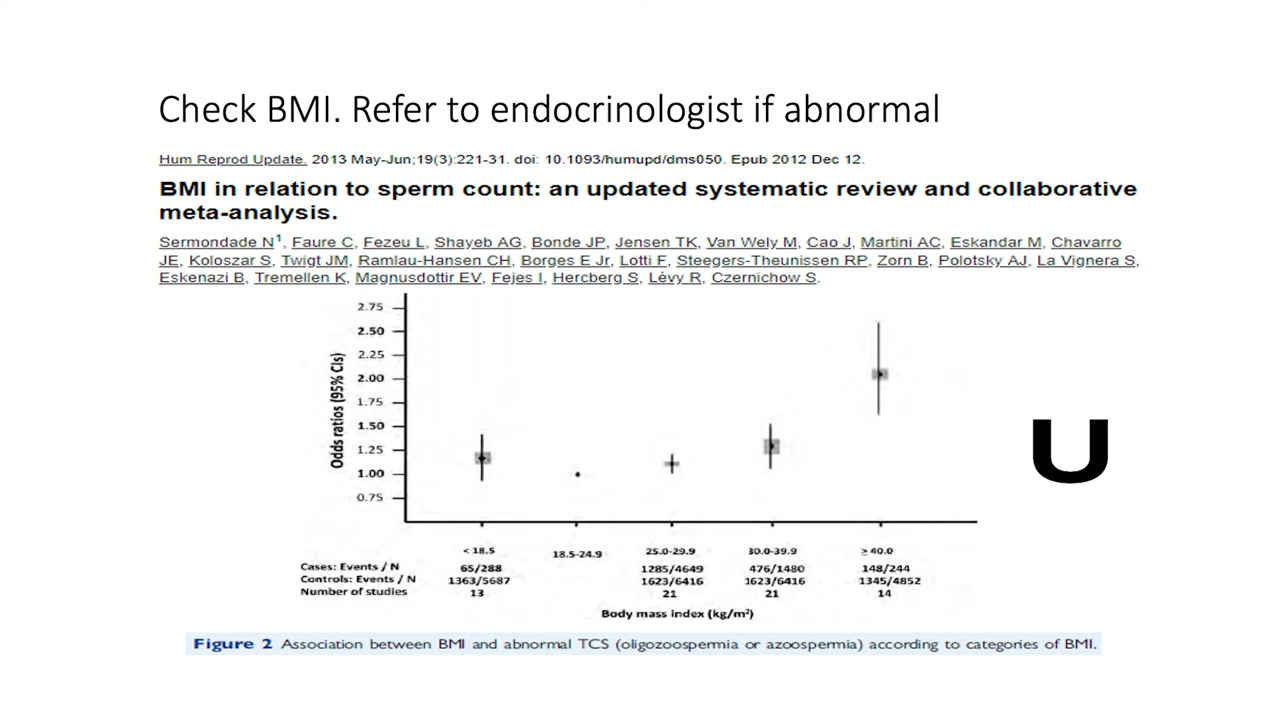 Check BMI. Refer to endocrinologist if abnormal
Hum Reprod Update. 2013 May-Jun;19(3):221-31. doi: 10.1093/humupd/dms050. Epub 2012 Dec 12.
BMI in relation to sperm count: an updated systematic review and collaborative
meta-analysis.
Sermondade N1, Faure C, Fezeu L, Shayeb AG, Bonde JP, Jensen TK, Van Wely M, Cao J, Martini AC, Eskandar M, Chavarro
JE, Koloszar S, Twigt JM, Ramlau-Hansen CH, Borges E Jr, Lotti F, Steegers-Theunissen RP, Zorn B, Polotsky AJ, La Vignera S,
Eskenazi B, Tremellen K, Magnusdottir EV, Fejes I, Hercberg S, Lévy R, Czernichow S.
Odds ratios (95% CIs)
2.75
2.50
2.25
2.00
1.75
1.50
1.25
1.00
0.75
U
< 18.5 18.5-24.9 25.0-29.9 30.0-39.9 ≥ 40.0
Cases: Events / N 65/288 1285/4649 476/1480 148/244
Controls: Events / N 1363/5687 1623/6416 1623/6416 1345/4852
Number of studies 13 21 21 14
Body mass index (kg/m²)
Figure 2 Association between BMI and abnormal TCS (oligozoospermia or azoospermia) according to categories of BMI.